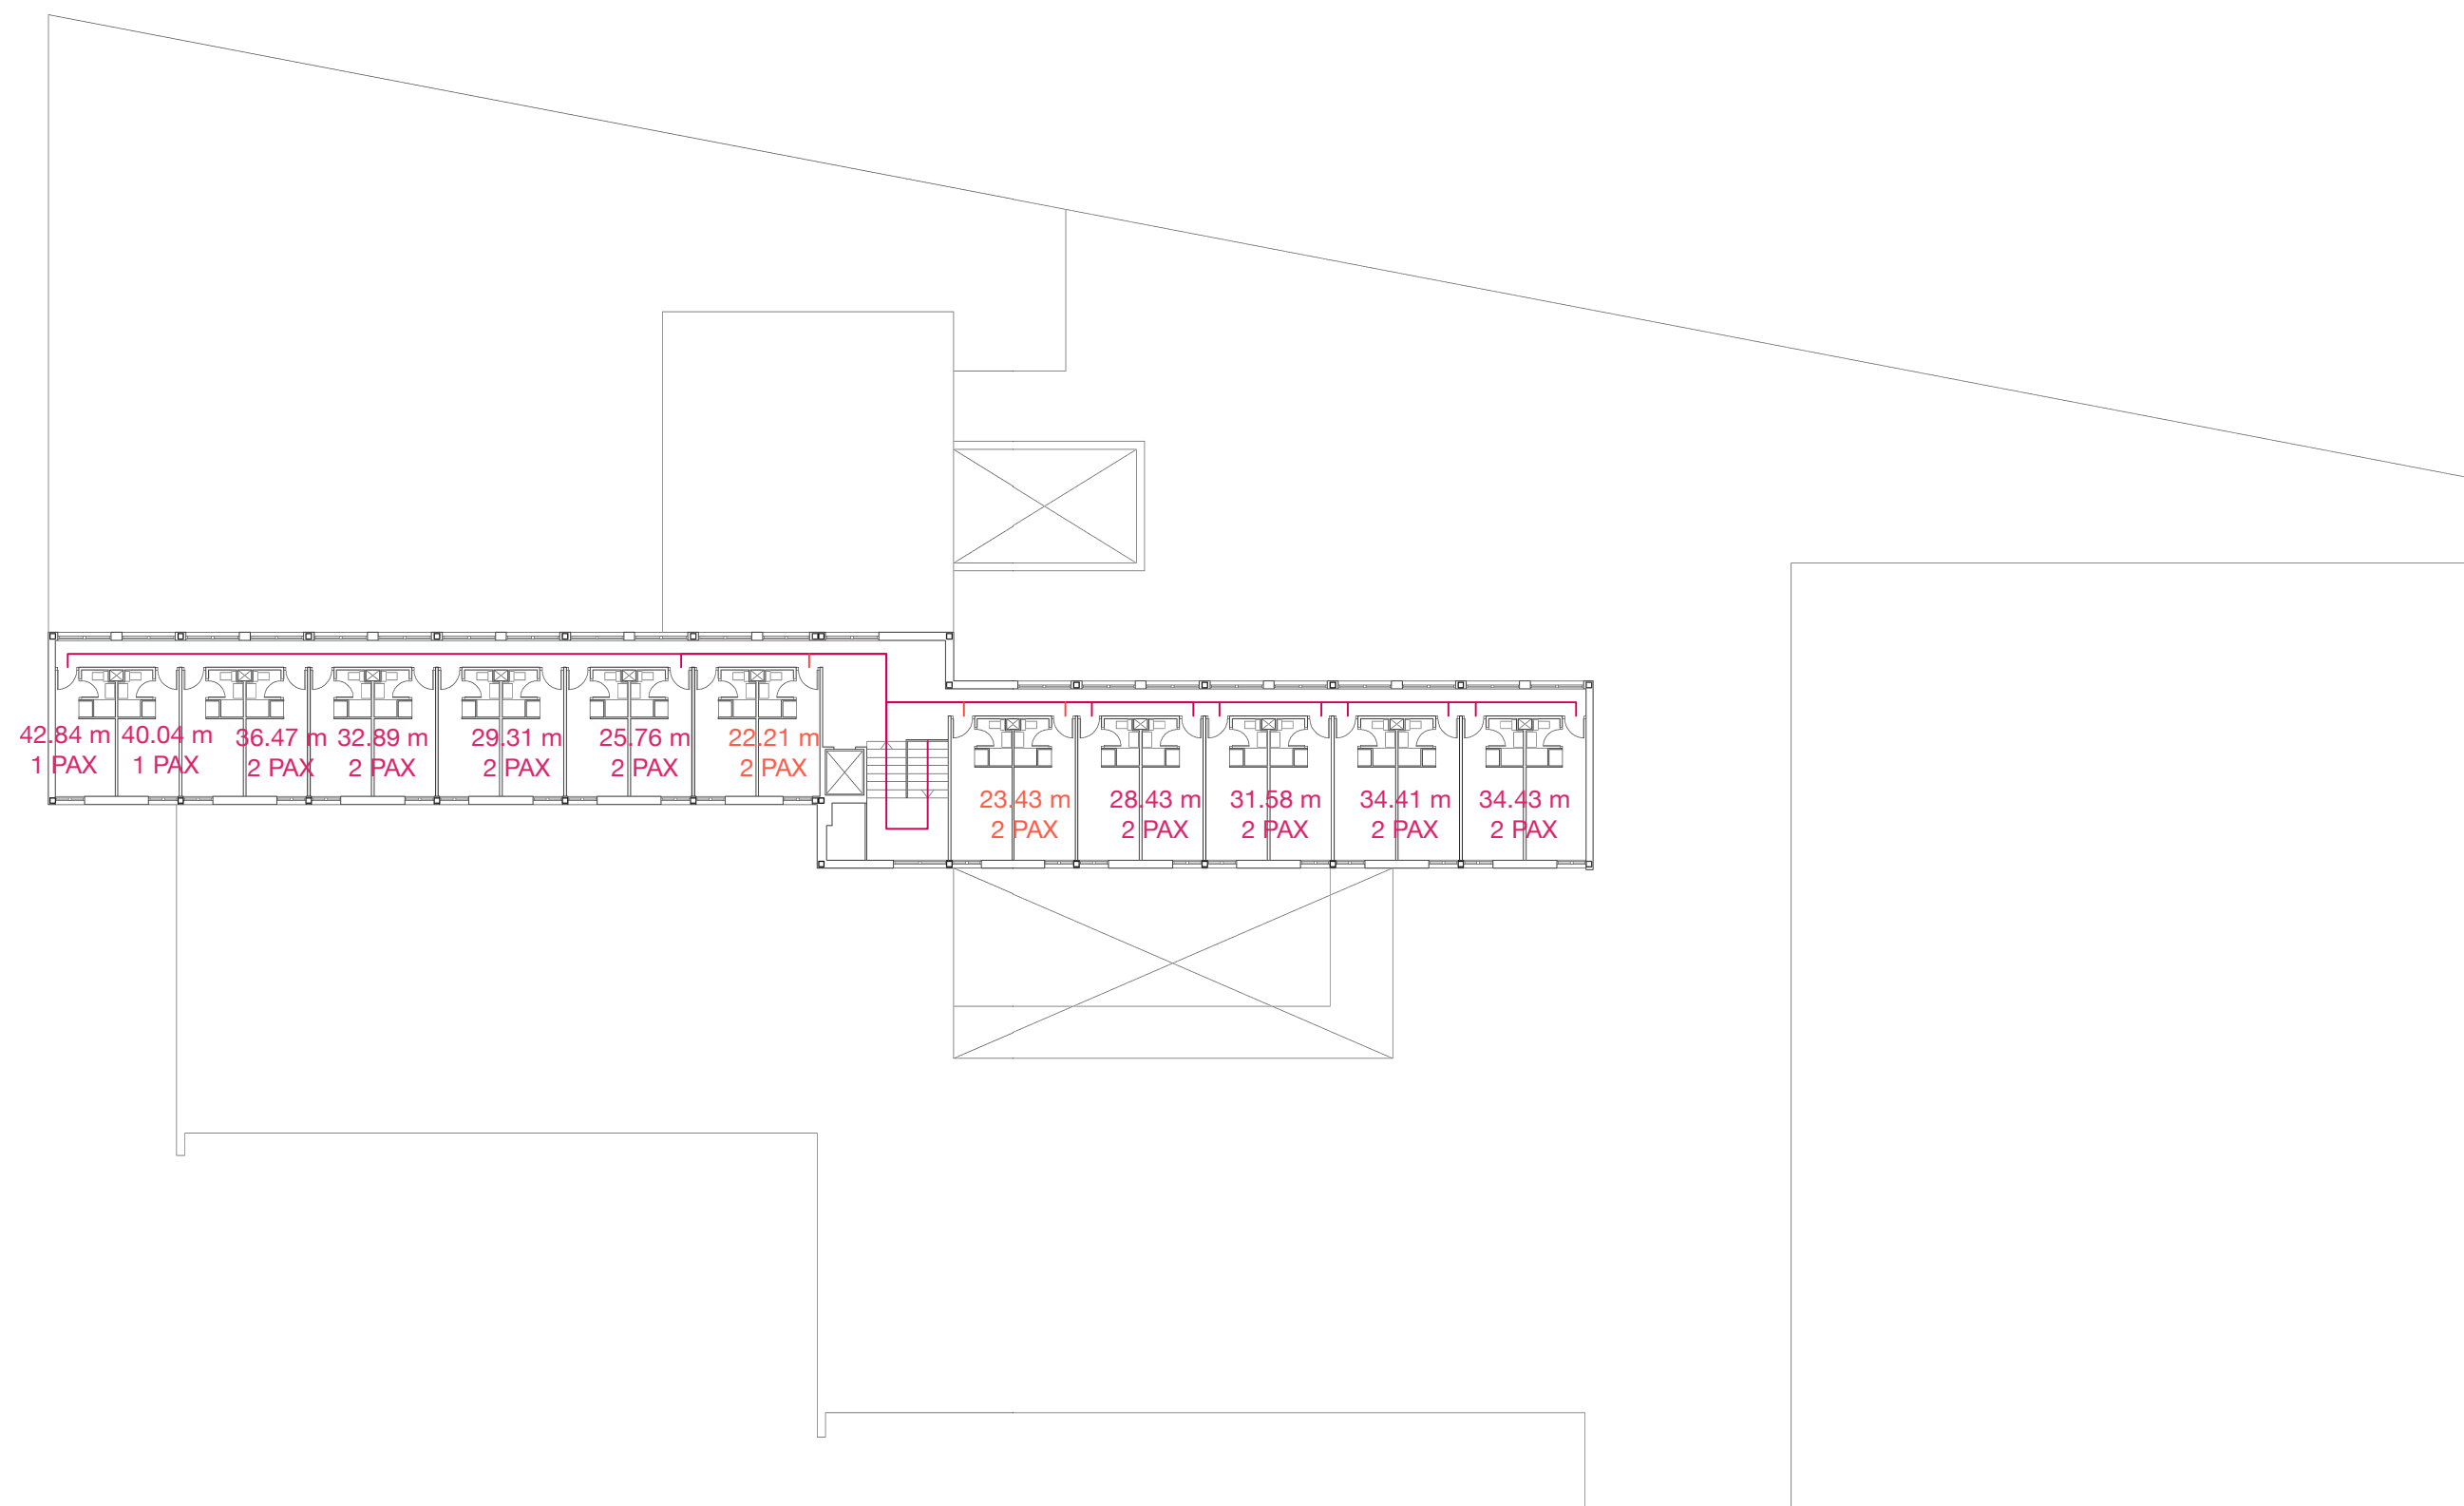 42.84 m
1 PAX
40.04 m
1 PAX
36.47 m
2 PAX
32.89 m
2 PAX
29.31 m
2 PAX
25.76 m
2 PAX
22.21 m
2 PAX
23.43 m
2 PAX
28.43 m
2 PAX
31.58 m
2 PAX
34.41 m
2 PAX
34.43 m
2 PAX